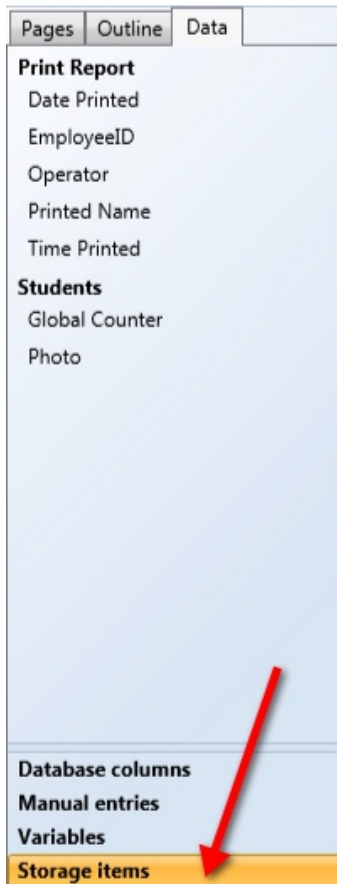 Pages Outline Data
Print Report
Date Printed
EmployeeID
Operator
Printed Name
Time Printed
Students
Global Counter
Photo
Database columns
Manual entries
Variables
Storage items